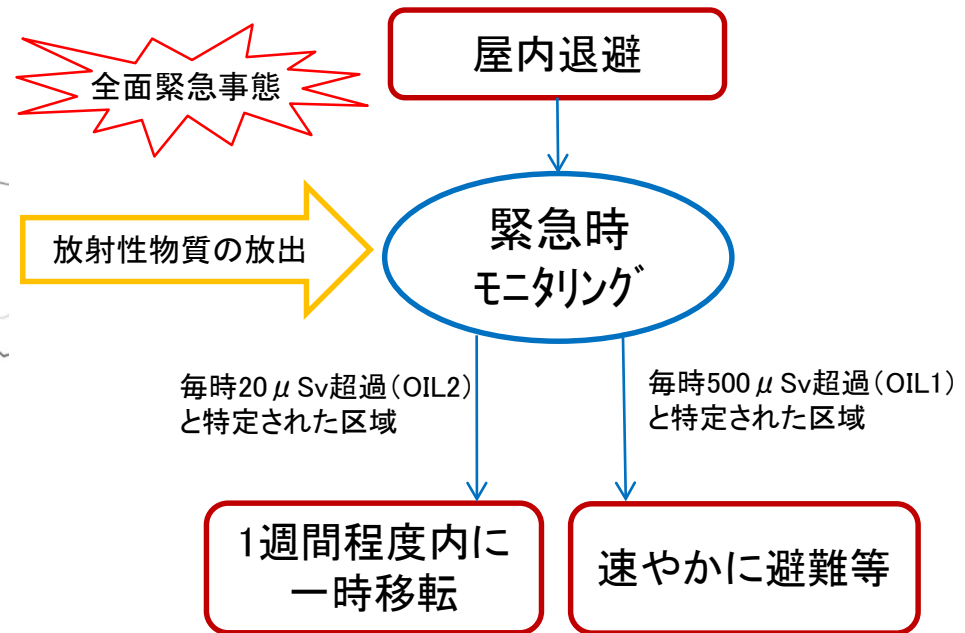 屋内退避
全面緊急事態
緊急時
ﾓﾆﾀﾘﾝｸﾞ
放射性物質の放出
毎時20μSv超過(OIL2)
と特定された区域
毎時500μSv超過(OIL1)
と特定された区域
1週間程度内に
一時移転
速やかに避難等